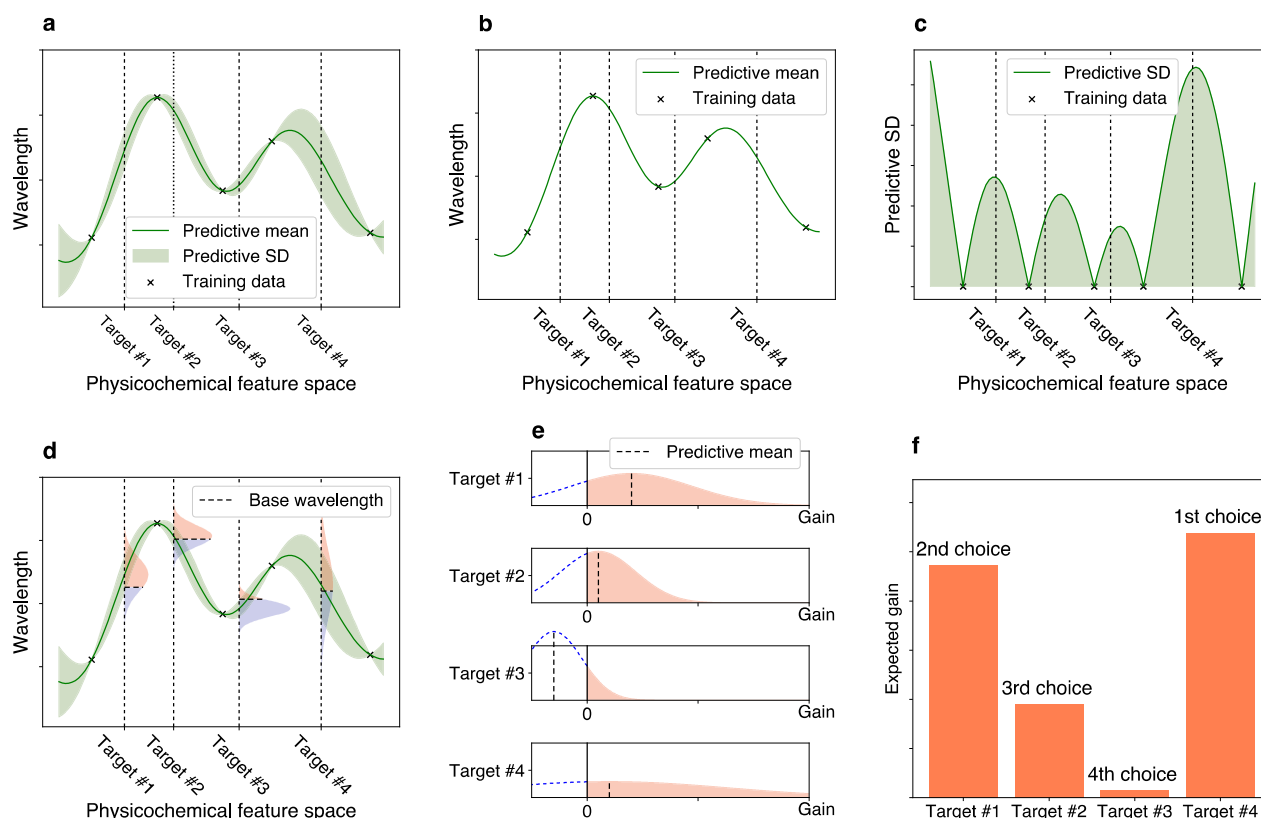 a
Wavelength
Predictive mean
Predictive SD
Training data
Target #1
Target #2
Target #3
Target #4
Physicochemical feature space
b
Wavelength
Predictive mean
Training data
Target #1
Target #2
Target #3
Target #4
Physicochemical feature space
c
Predictive SD
Predictive SD
Training data
Target #1
Target #2
Target #3
Target #4
Physicochemical feature space
d
Wavelength
Base wavelength
Target #1
Target #2
Target #3
Target #4
Physicochemical feature space
e
Predictive mean
Target #1
0
Gain
Target #2
0
Gain
Target #3
0
Gain
Target #4
0
Gain
f
Expected gain
2nd choice
3rd choice
4th choice
1st choice
Target #1
Target #2
Target #3
Target #4